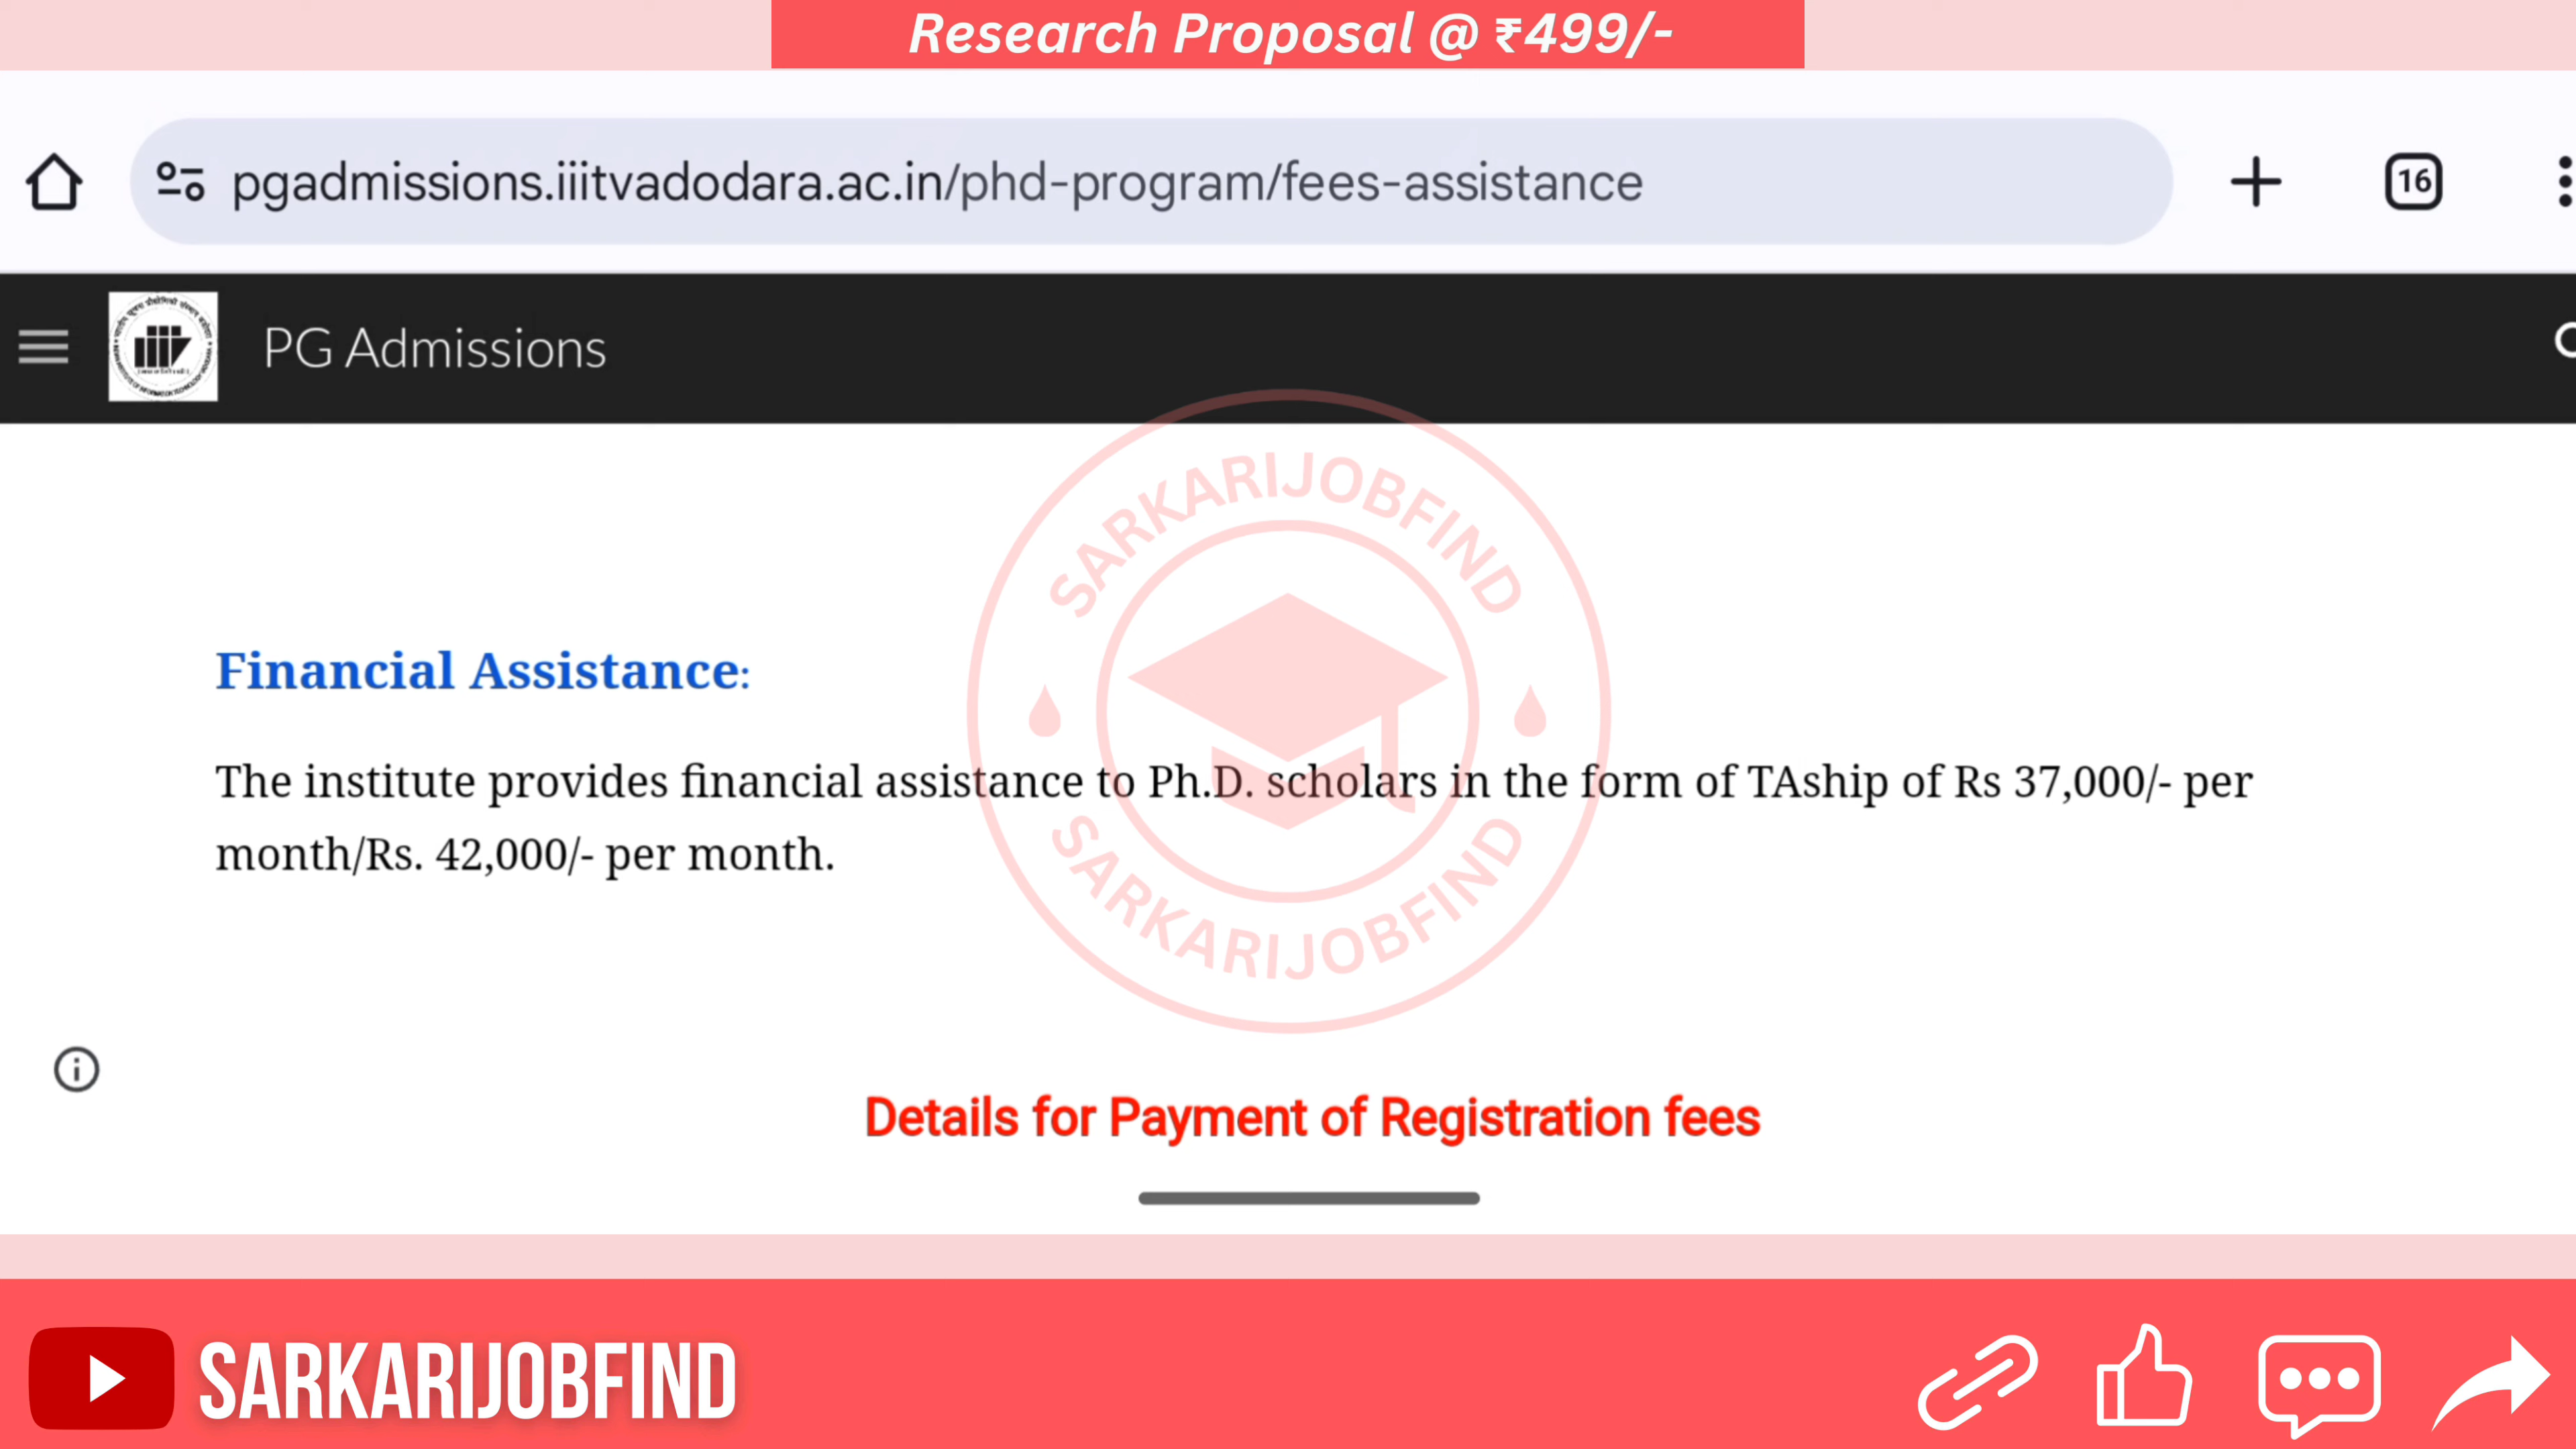 Research Proposal @ ₹499/-
pgadmissions.iiitvadodara.ac.in/phd-program/fees-assistance
16
PG Admissions
SARKARIJOBFIND
Financial Assistance:
The institute provides financial assistance to Ph.D. scholars in the form of TAship of Rs 37,000/- per
month/Rs. 42,000/- per month.
SARKARIJOBFIND
Details for Payment of Registration fees
SARKARIJOBFIND